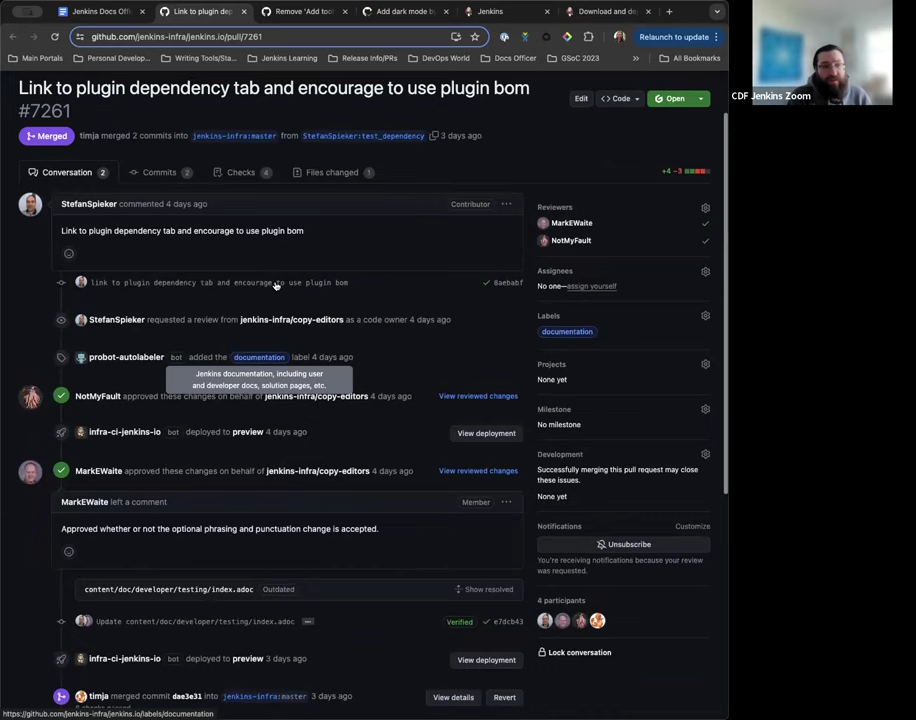 Jenkins Docs Offi
Link to plugin dep
Remove 'Add too
Add dark mode b
Jenkins
Download and de
github.com/jenkins-infra/jenkins.io/pull/7261
Relaunch to update
Main Portals
Personal Develop...
Writing Tools/Sta...
Jenkins Learning
Release Info/PRs
DevOps World
Docs Officer
GSoC 2023
»
All Bookmarks
CDF Jenkins Zoom
Link to plugin dependency tab and encourage to use plugin bom
#7261
Edit
<> Code
Open
Merged
timja merged 2 commits into jenkins-infra:master from StefanSpieker:test_dependency 3 days ago
Conversation 2
Commits 2
Checks 4
Files changed 1
+4 −3
StefanSpieker commented 4 days ago
Contributor
Link to plugin dependency tab and encourage to use plugin bom
link to plugin dependency tab and encourage to use plugin bom
6aebabf
StefanSpieker requested a review from jenkins-infra/copy-editors as a code owner 4 days ago
probot-autolabeler bot added the documentation label 4 days ago
Jenkins documentation, including user
and developer docs, solution pages, etc.
NotMyFault approved these changes on behalf of jenkins-infra/copy-editors 4 days ago
View reviewed changes
infra-ci-jenkins-io bot deployed to preview 4 days ago
View deployment
MarkEWaite approved these changes on behalf of jenkins-infra/copy-editors 4 days ago
View reviewed changes
MarkEWaite left a comment
Member
Approved whether or not the optional phrasing and punctuation change is accepted.
content/doc/developer/testing/index.adoc Outdated
Show resolved
Update content/doc/developer/testing/index.adoc
Verified
e7dcb43
infra-ci-jenkins-io bot deployed to preview 3 days ago
View deployment
timja merged commit dae3e31 into jenkins-infra:master 3 days ago
View details
Revert
Reviewers
MarkEWaite
NotMyFault
Assignees
No one—assign yourself
Labels
documentation
Projects
None yet
Milestone
No milestone
Development
Successfully merging this pull request may close
these issues.
None yet
Notifications
Customize
Unsubscribe
You're receiving notifications because your review
was requested.
4 participants
Lock conversation
https://github.com/jenkins-infra/jenkins.io/labels/documentation